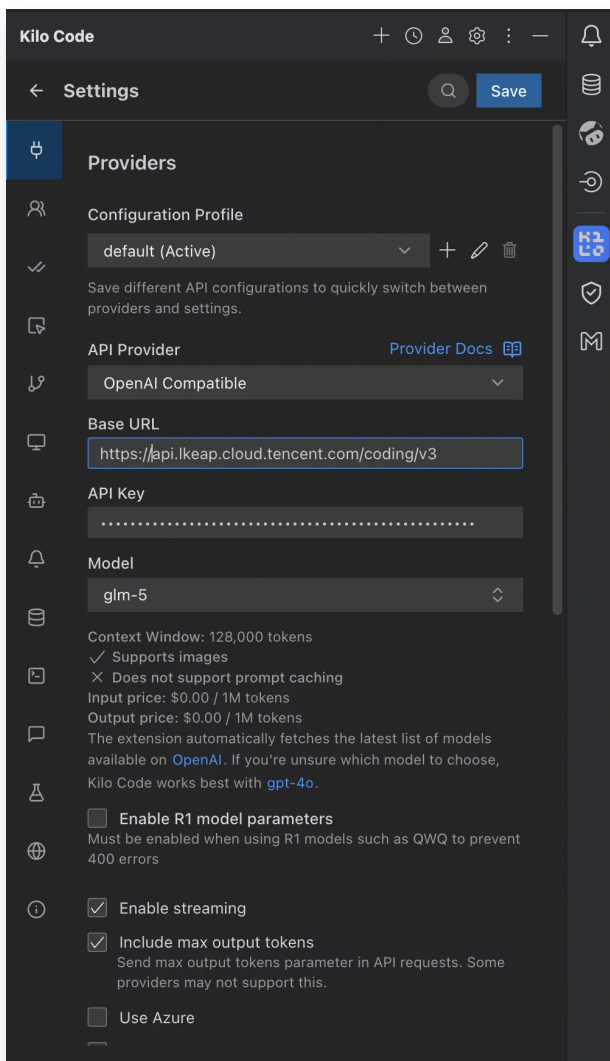 Kilo Code
Settings
Save
Providers
Configuration Profile
default (Active)
Save different API configurations to quickly switch between
providers and settings.
API Provider
Provider Docs
OpenAI Compatible
Base URL
https://api.lkeap.cloud.tencent.com/coding/v3
API Key
Model
glm-5
Context Window: 128,000 tokens
Supports images
Does not support prompt caching
Input price: $0.00 / 1M tokens
Output price: $0.00 / 1M tokens
The extension automatically fetches the latest list of models
available on OpenAI. If you're unsure which model to choose,
Kilo Code works best with gpt-4o.
Enable R1 model parameters
Must be enabled when using R1 models such as QWQ to prevent
400 errors
Enable streaming
Include max output tokens
Send max output tokens parameter in API requests. Some
providers may not support this.
Use Azure